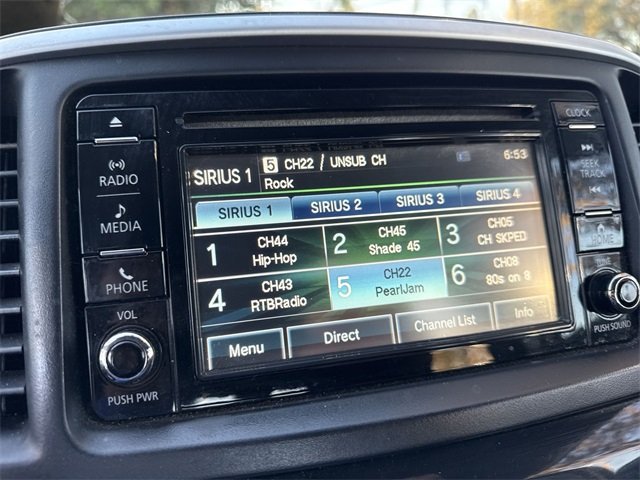 CLOCK
RADIO
MEDIA
PHONE
VOL
PUSH PWR
SIRIUS 1
5 CH22 / UNSUB CH
6:53
Rock
SIRIUS 1 SIRIUS 2 SIRIUS 3 SIRIUS 4
1 CH44 Hip-Hop
2 CH45 Shade 45
3 CH05 CH SKPED
4 CH43 RTBRadio
5 CH22 PearlJam
6 CH08 80s on 8
Menu Direct Channel List Info
SEEK
TRACK
HOME
TUNE
PUSH SOUND